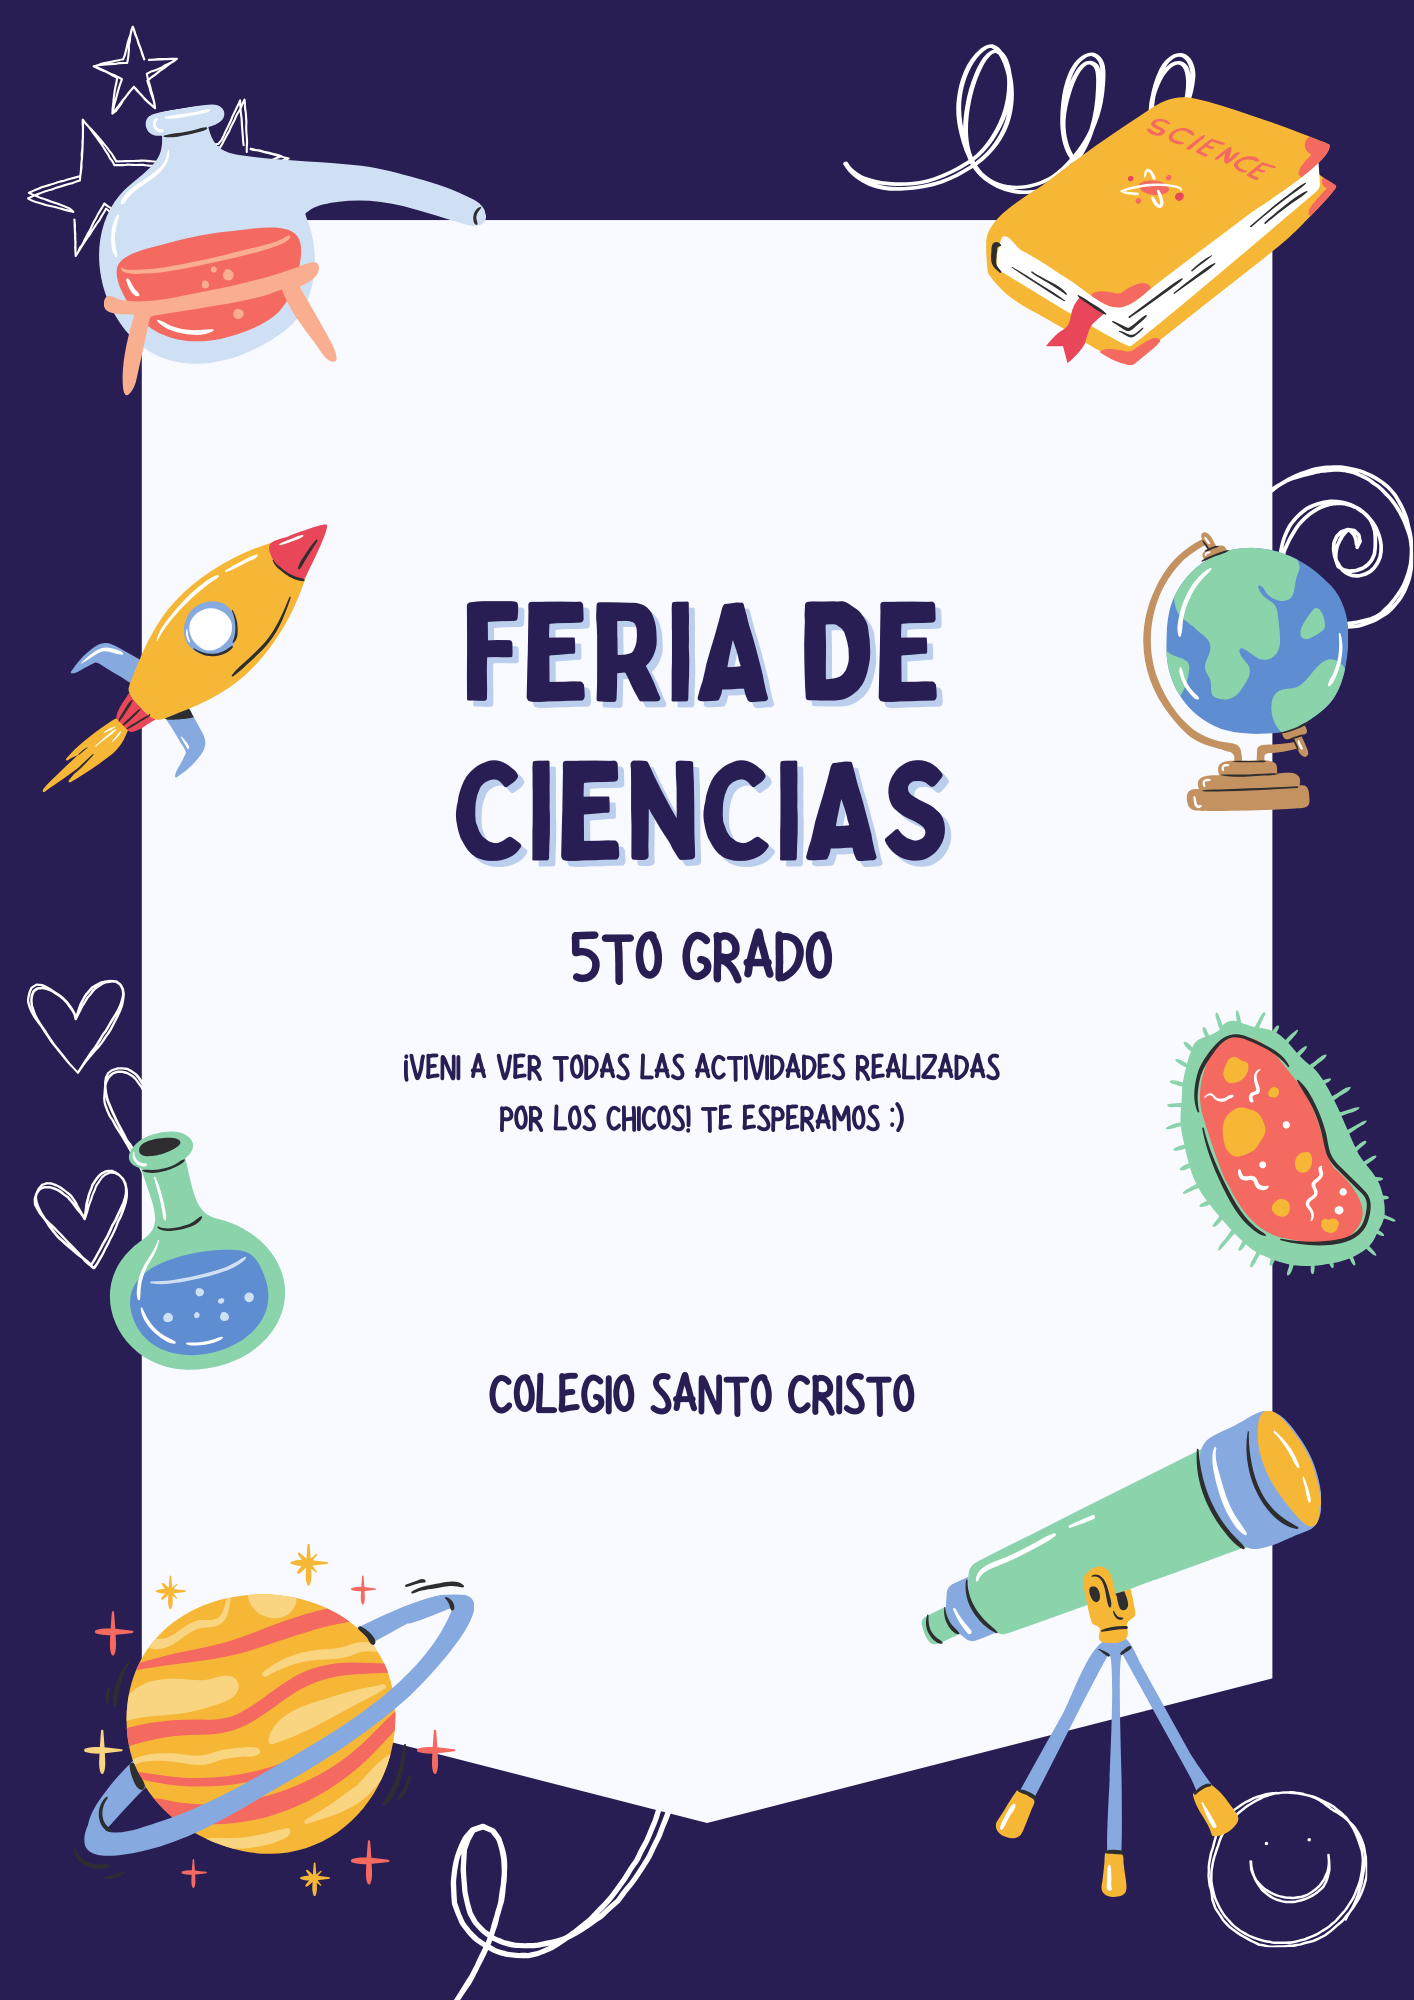 SCIENCE
FERIA DE
CIENCIAS
5TO GRADO
¡VENI A VER TODAS LAS ACTIVIDADES REALIZADAS
POR LOS CHICOS! TE ESPERAMOS :)
COLEGIO SANTO CRISTO